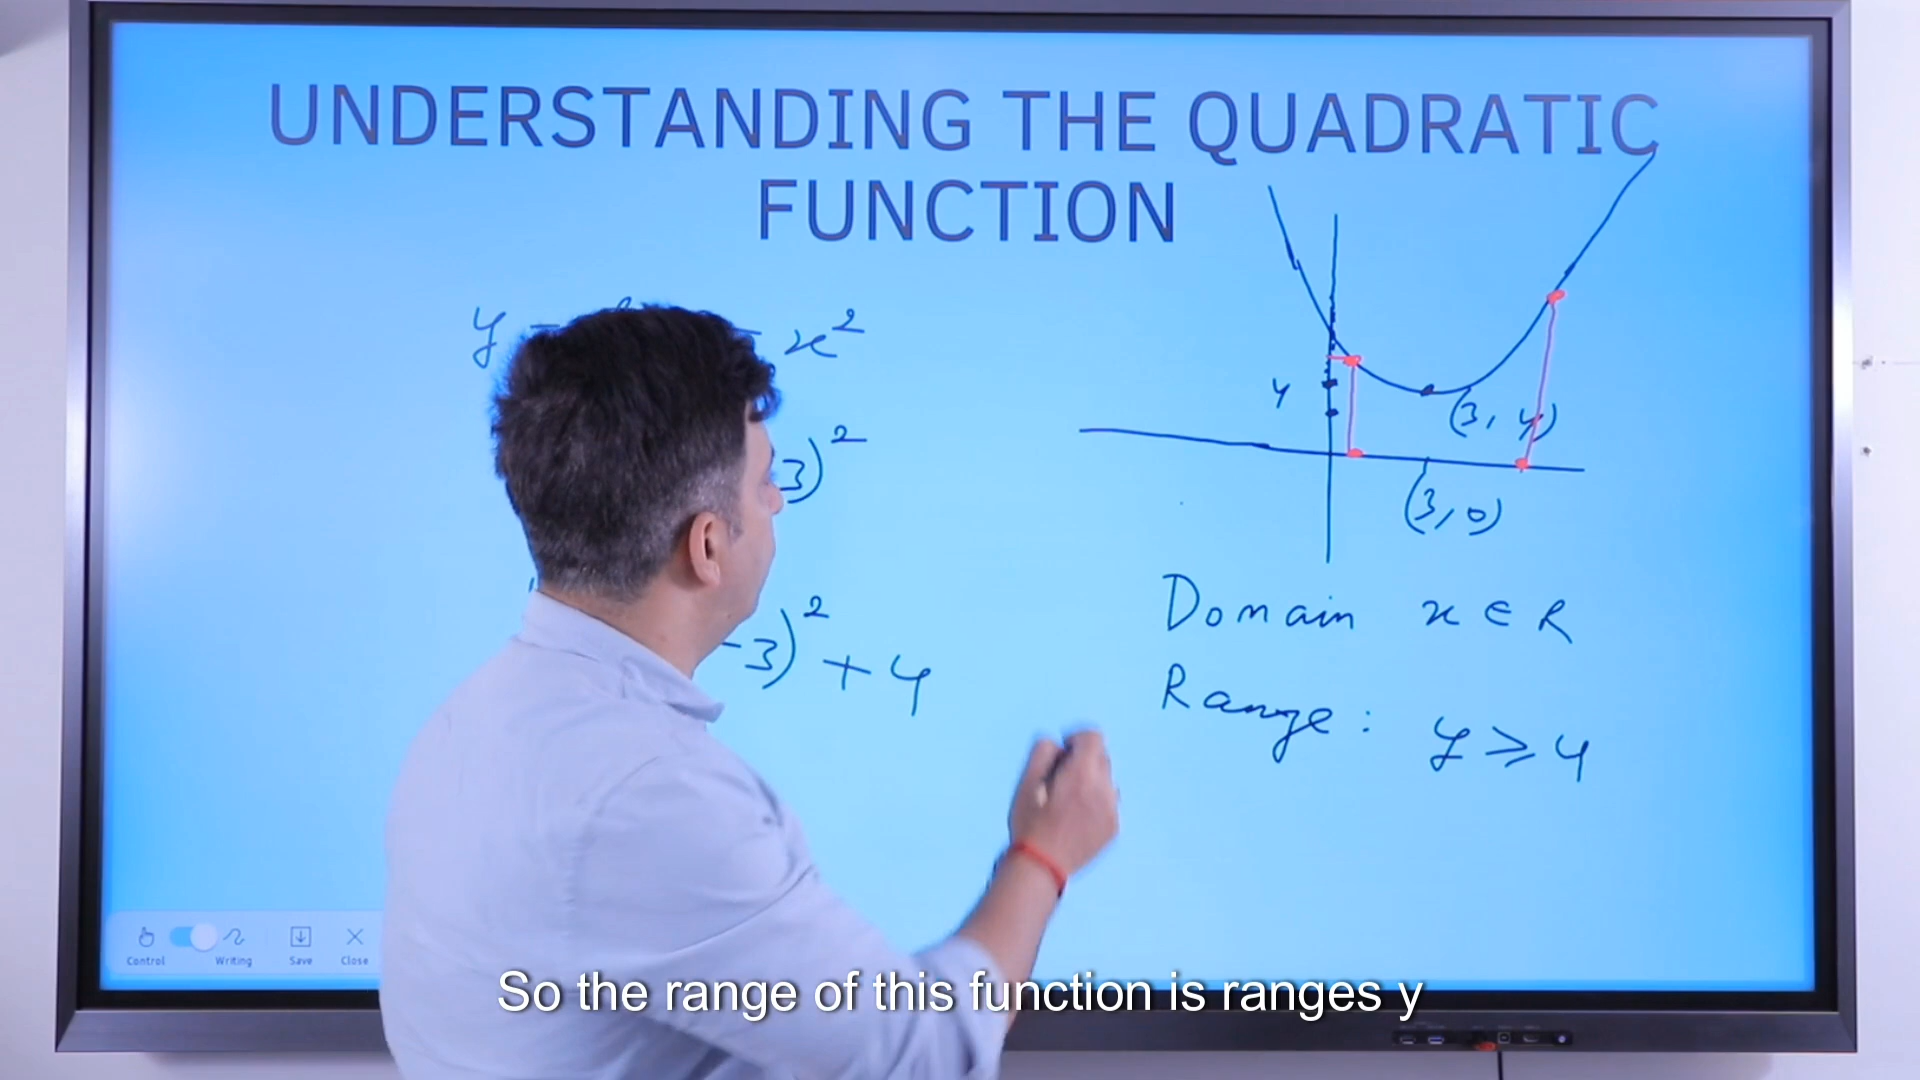 UNDERSTANDING THE QUADRATIC
FUNCTION
y = x²
3)²
-3)² + 4
4
(3, 4)
(3, 0)
Domain x ∈ R
Range: y ⩾ 4
Control Writing Save Close
So the range of this function is ranges y